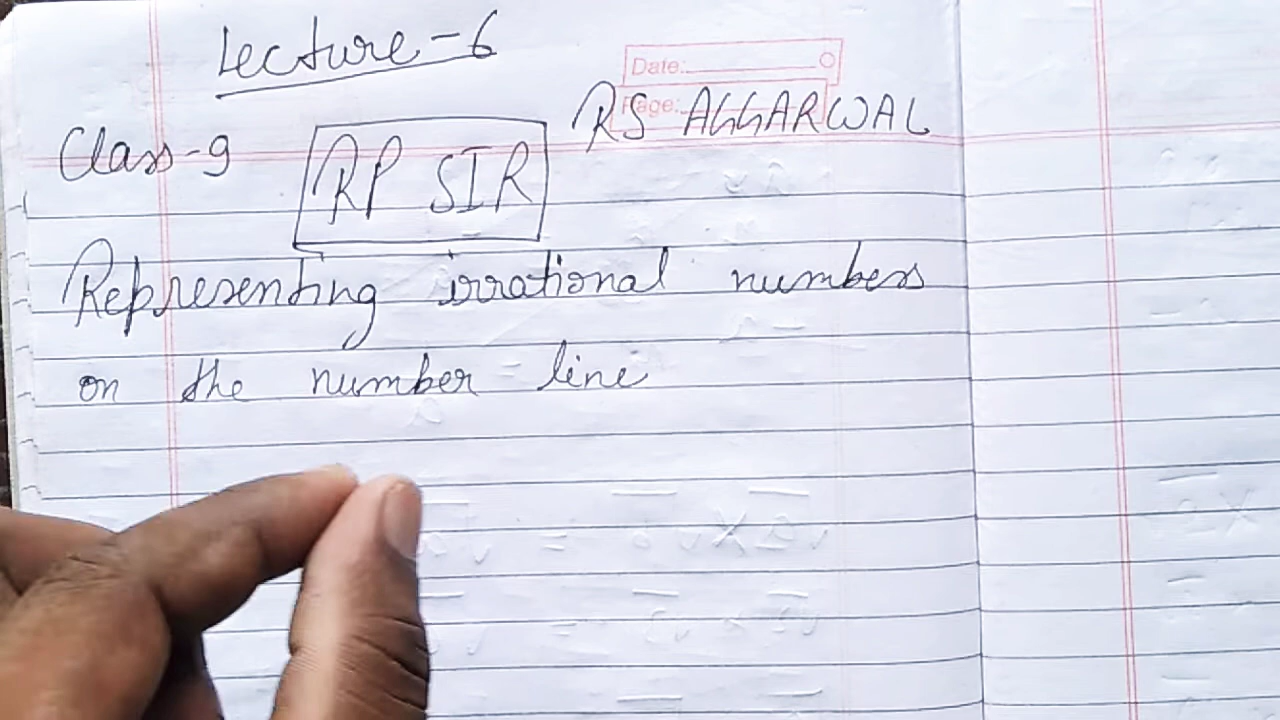 Lecture-6
Date:
Page:
RS AGGARWAL
Class-9
RP SIR
Representing irrational numbers
on the number line